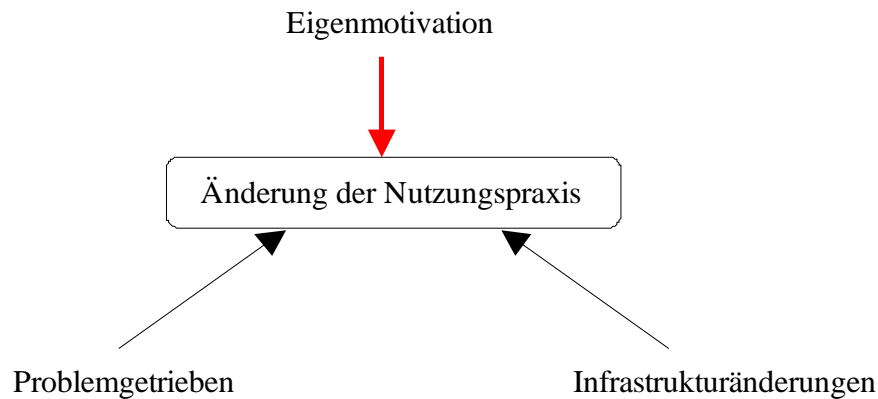 Eigenmotivation
Änderung der Nutzungspraxis
Problemgetrieben
Infrastrukturänderungen